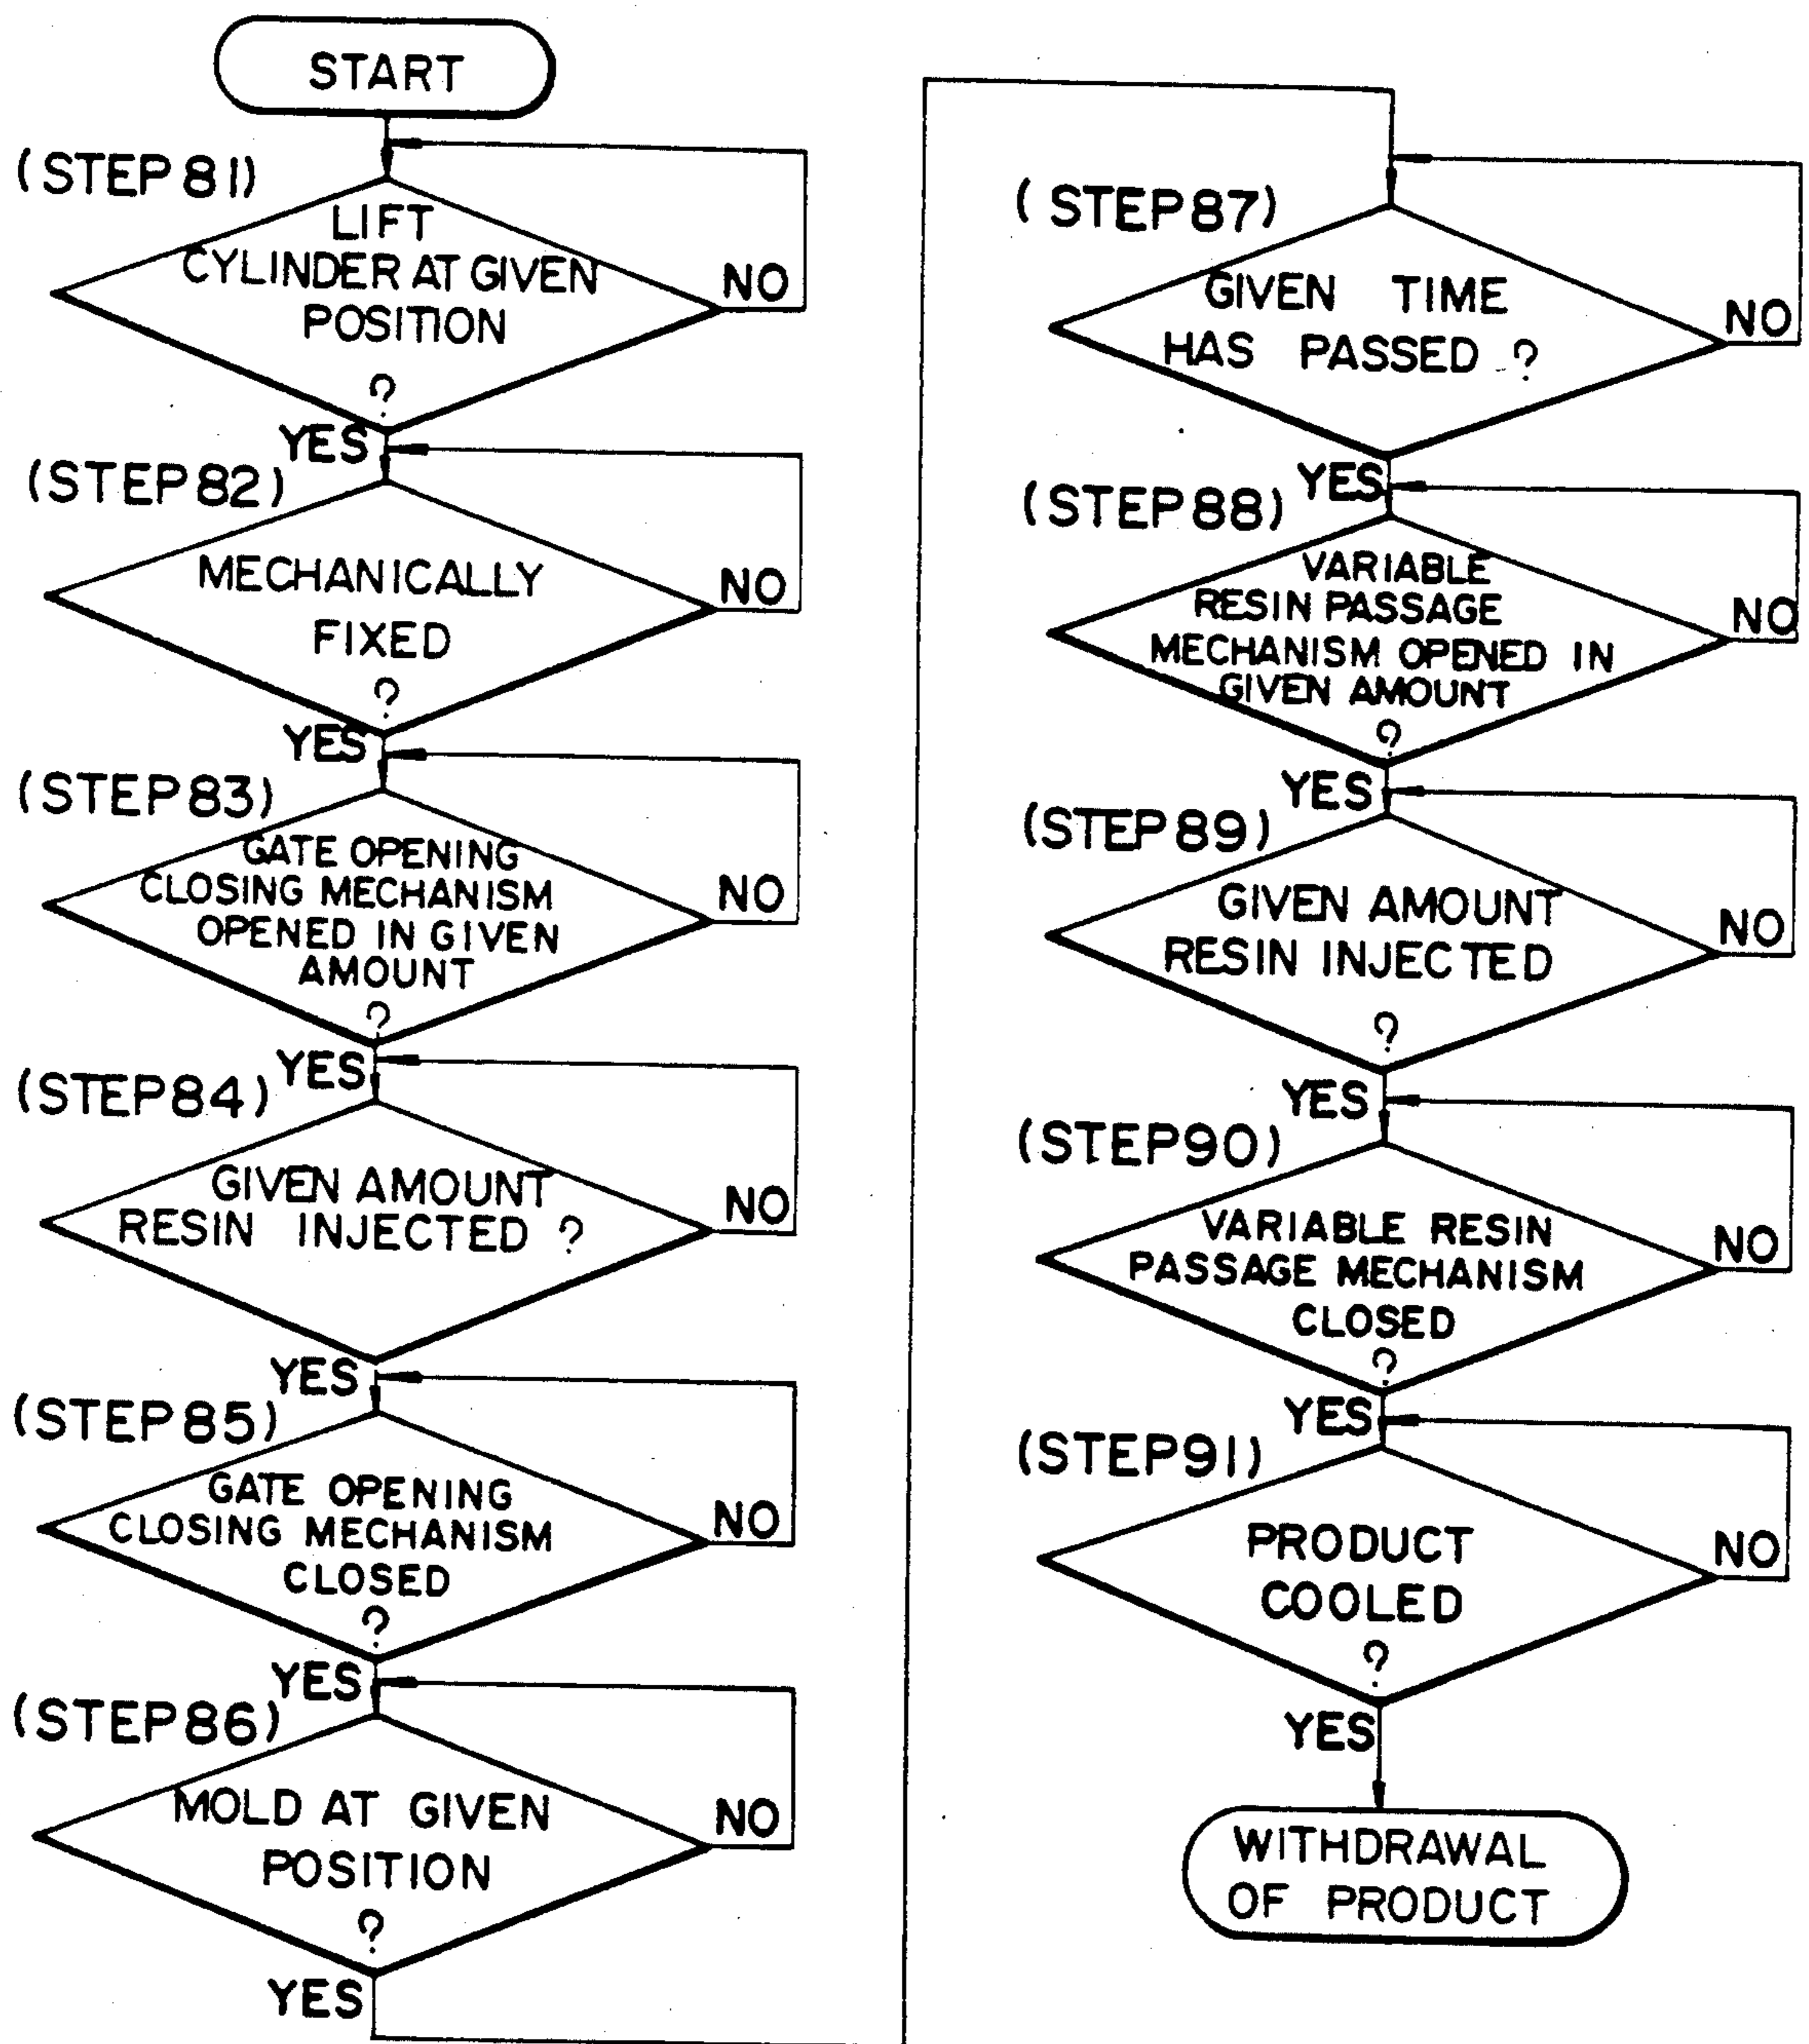 START
(STEP 81)
LIFT
CYLINDER AT GIVEN
POSITION
?
NO
YES
(STEP 82)
MECHANICALLY
FIXED
?
NO
YES
(STEP 83)
GATE OPENING
CLOSING MECHANISM
OPENED IN GIVEN
AMOUNT
?
NO
YES
(STEP 84)
GIVEN AMOUNT
RESIN INJECTED ?
NO
YES
(STEP 85)
GATE OPENING
CLOSING MECHANISM
CLOSED
?
NO
YES
(STEP 86)
MOLD AT GIVEN
POSITION
?
NO
YES
(STEP 87)
GIVEN TIME
HAS PASSED ?
NO
YES
(STEP 88)
VARIABLE
RESIN PASSAGE
MECHANISM OPENED IN
GIVEN AMOUNT
?
NO
YES
(STEP 89)
GIVEN AMOUNT
RESIN INJECTED
?
NO
YES
(STEP 90)
VARIABLE RESIN
PASSAGE MECHANISM
CLOSED
?
NO
YES
(STEP 91)
PRODUCT
COOLED
?
NO
YES
WITHDRAWAL
OF PRODUCT